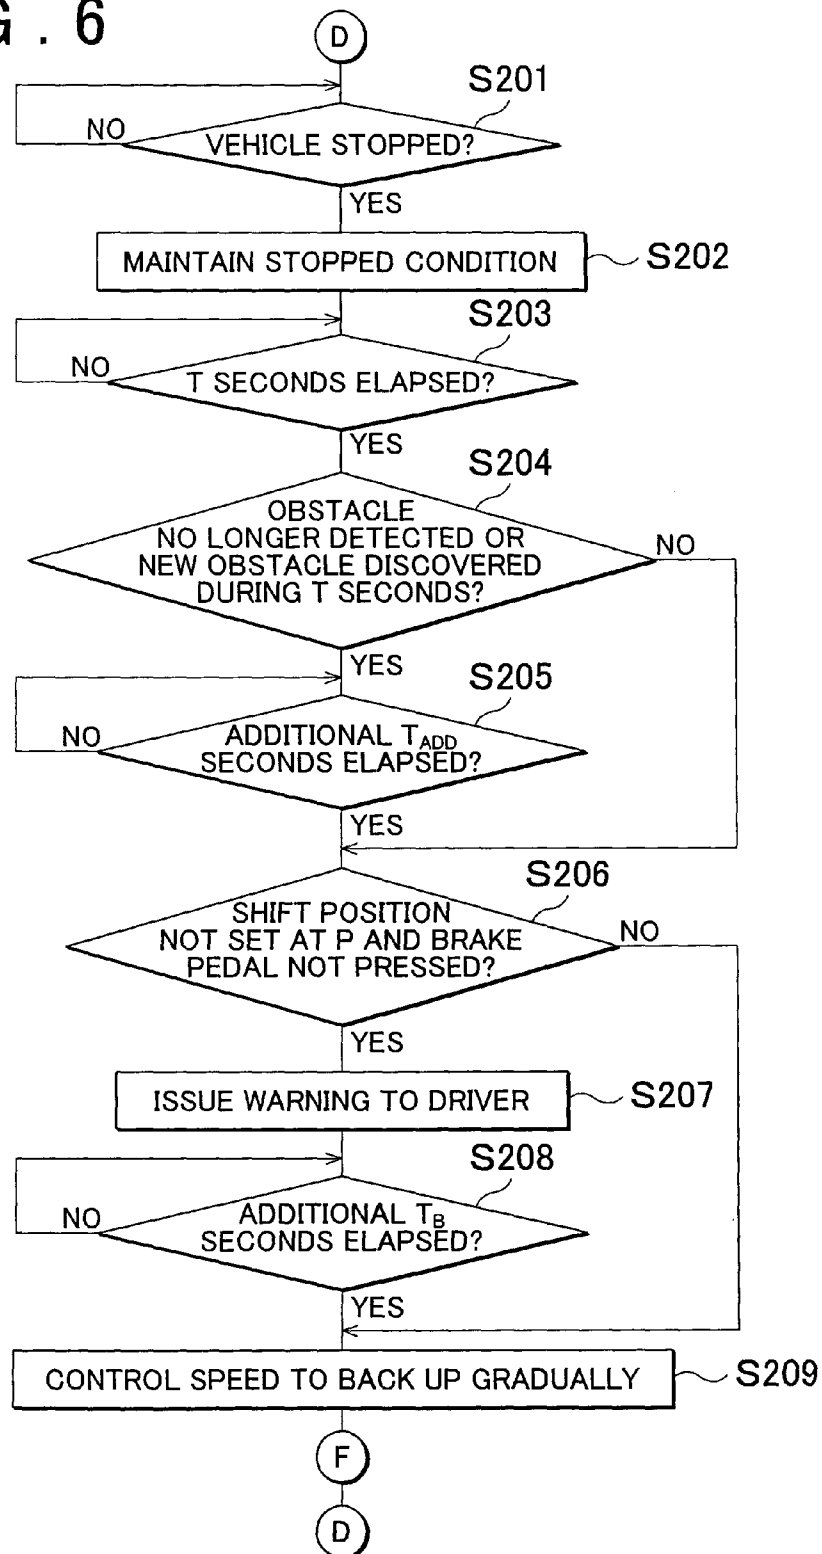 G . 6
D
S201
NO
VEHICLE STOPPED?
YES
MAINTAIN STOPPED CONDITION
S202
S203
NO
T SECONDS ELAPSED?
YES
S204
OBSTACLE
NO LONGER DETECTED OR
NEW OBSTACLE DISCOVERED
DURING T SECONDS?
NO
YES
S205
NO
ADDITIONAL TADD
SECONDS ELAPSED?
YES
S206
SHIFT POSITION
NOT SET AT P AND BRAKE
PEDAL NOT PRESSED?
NO
YES
ISSUE WARNING TO DRIVER
S207
S208
NO
ADDITIONAL TB
SECONDS ELAPSED?
YES
CONTROL SPEED TO BACK UP GRADUALLY
S209
F
D